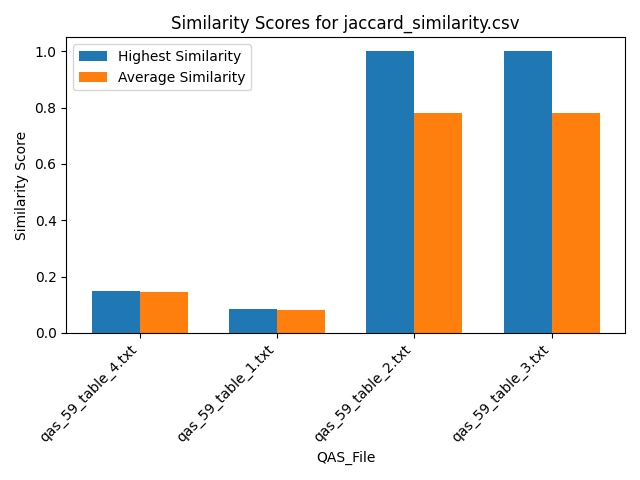 Similarity Scores for jaccard_similarity.csv
Highest Similarity
Average Similarity
Similarity Score
1.0
0.8
0.6
0.4
0.2
0.0
qas_59_table_4.txt
qas_59_table_1.txt
qas_59_table_2.txt
qas_59_table_3.txt
QAS_File